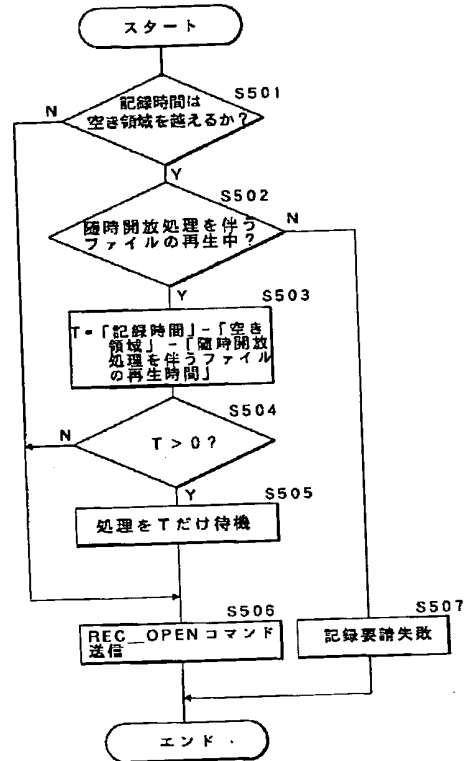 スタート
S501
N
記録時間は
空き領域を越えるか？
Y
S502
N
随時開放処理を伴う
ファイルの再生中？
Y
S503
T=「記録時間」-「空き
領域」-「随時開放
処理を伴うファイル
の再生時間」
S504
N
T > 0？
Y
S505
処理をTだけ待機
S506
S507
REC__OPENコマンド
送信
記録要請失敗
エンド